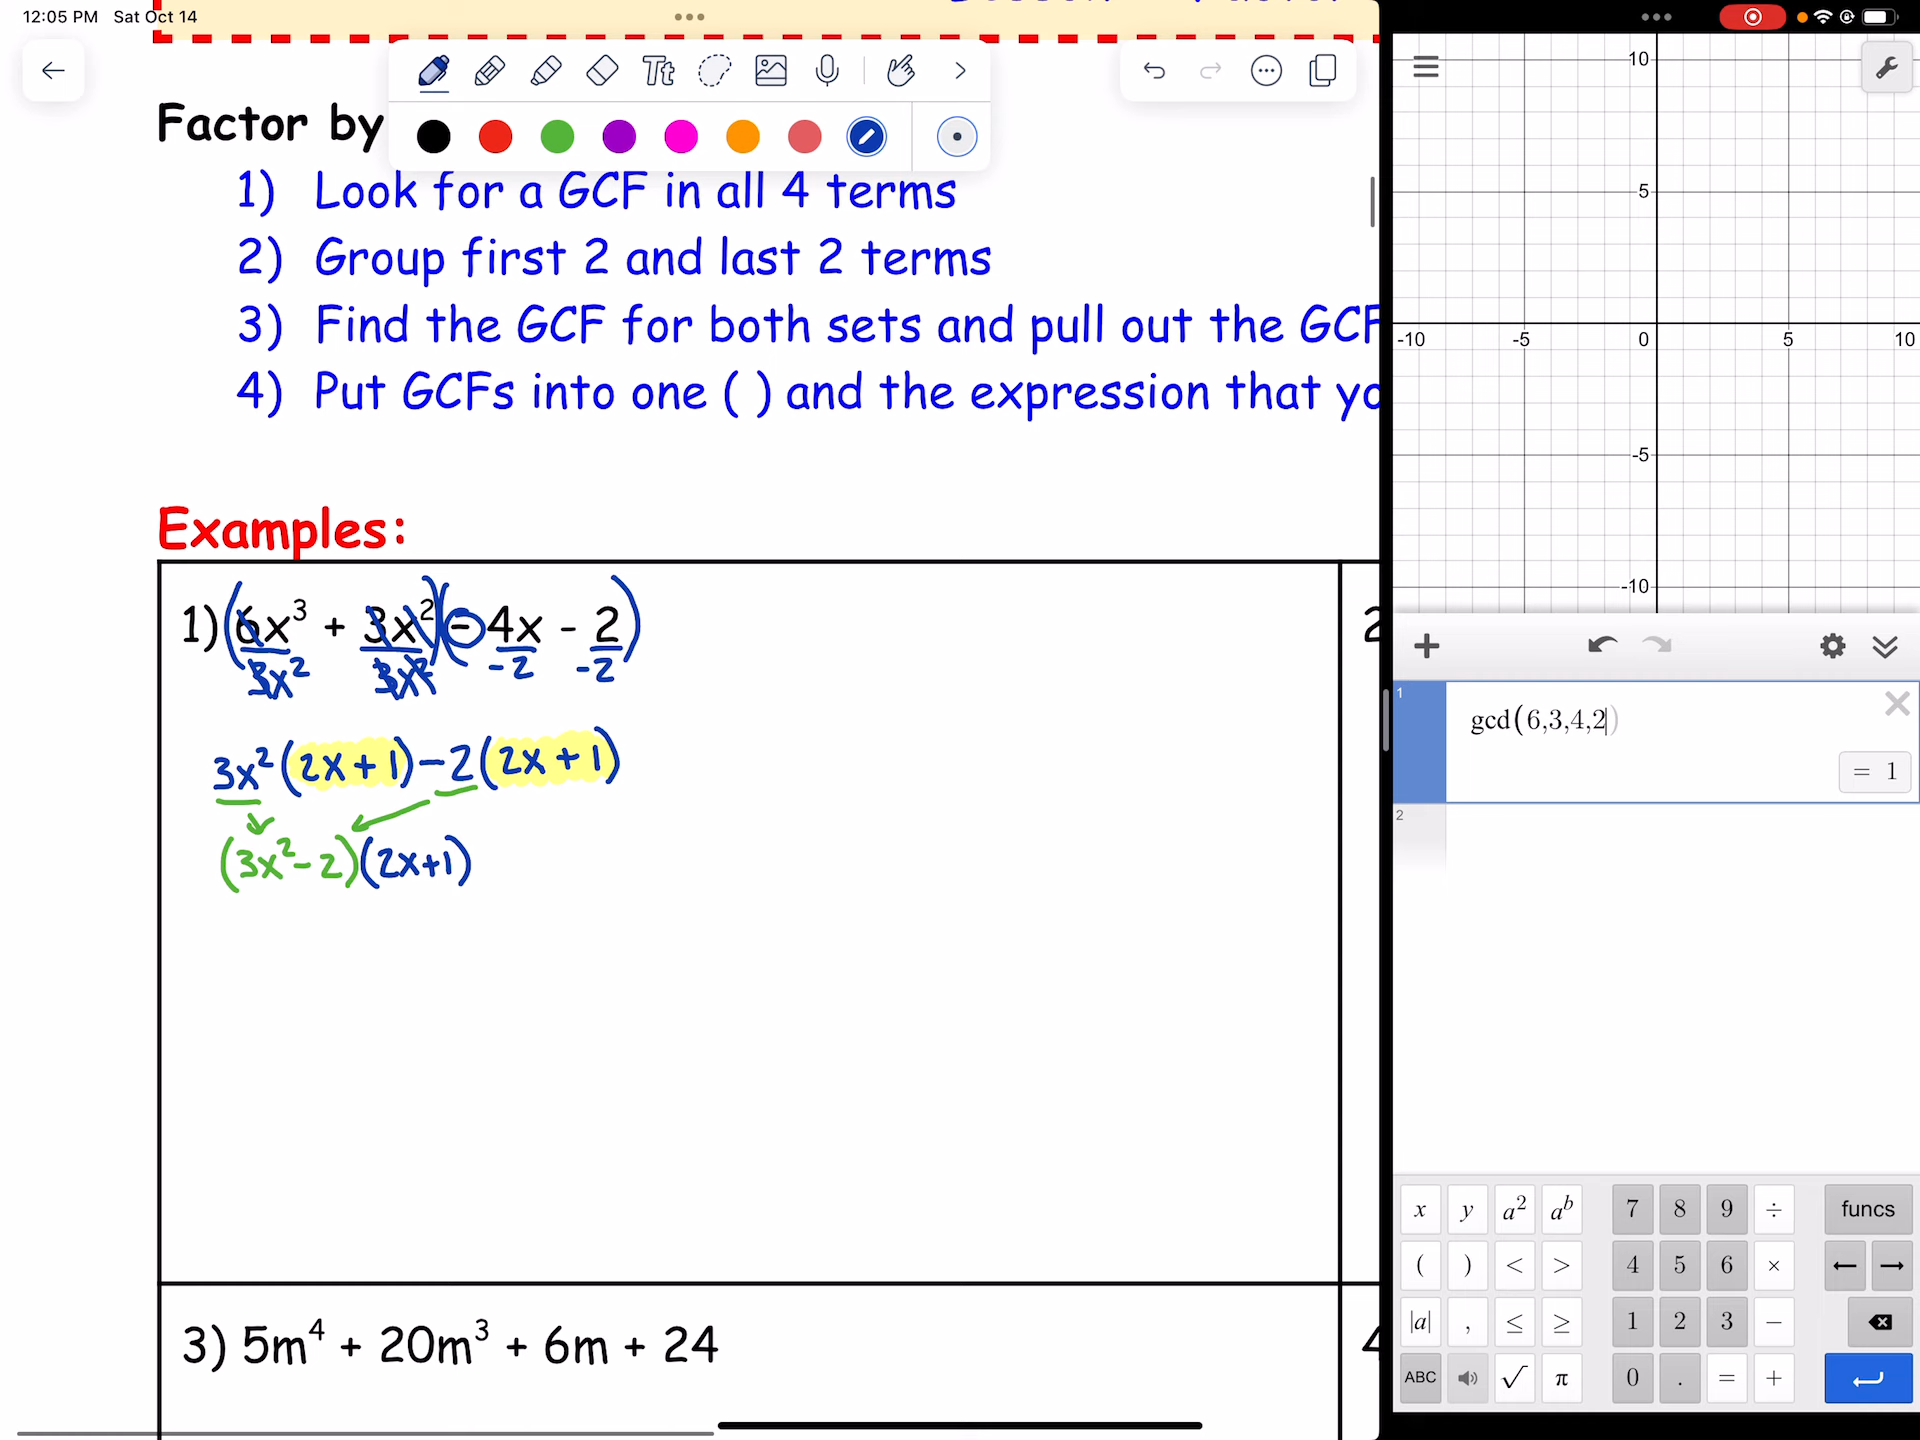 12:05 PM Sat Oct 14
Factor by
Tt
1) Look for a GCF in all 4 terms
2) Group first 2 and last 2 terms
3) Find the GCF for both sets and pull out the GCF
4) Put GCFs into one ( ) and the expression that yo
Examples:
1) (6x³ + 3x²)(- 4x - 2)
3x² 3x² -2 -2
3x²(2x+1)-2(2x+1)
(3x²-2)(2x+1)
2
3) 5m⁴ + 20m³ + 6m + 24
4
10
5
-10 -5 0 5 10
-5
-10
1
gcd(6,3,4,2)
= 1
2
x y a² aᵇ 7 8 9 ÷ funcs
( ) < > 4 5 6 × ← →
|a| , ≤ ≥ 1 2 3 −
ABC √ π 0 . = +